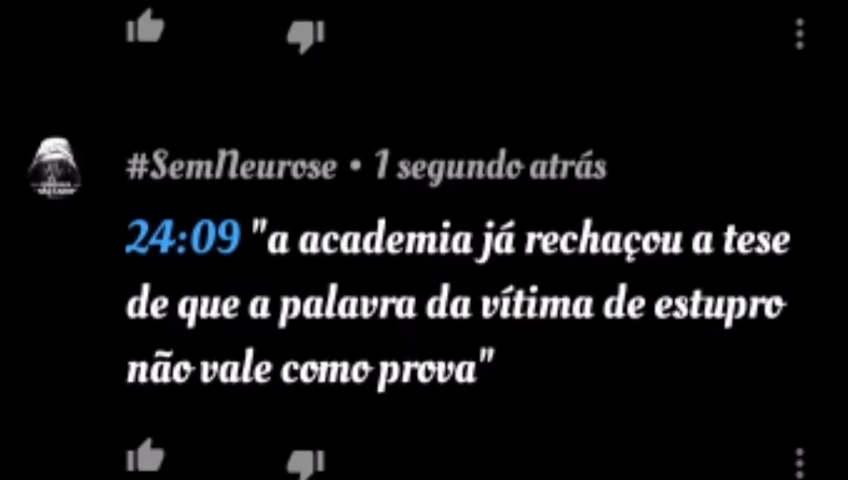 #SemNeurose • 1 segundo atrás
24:09 "a academia já rechaçou a tese
de que a palavra da vítima de estupro
não vale como prova"